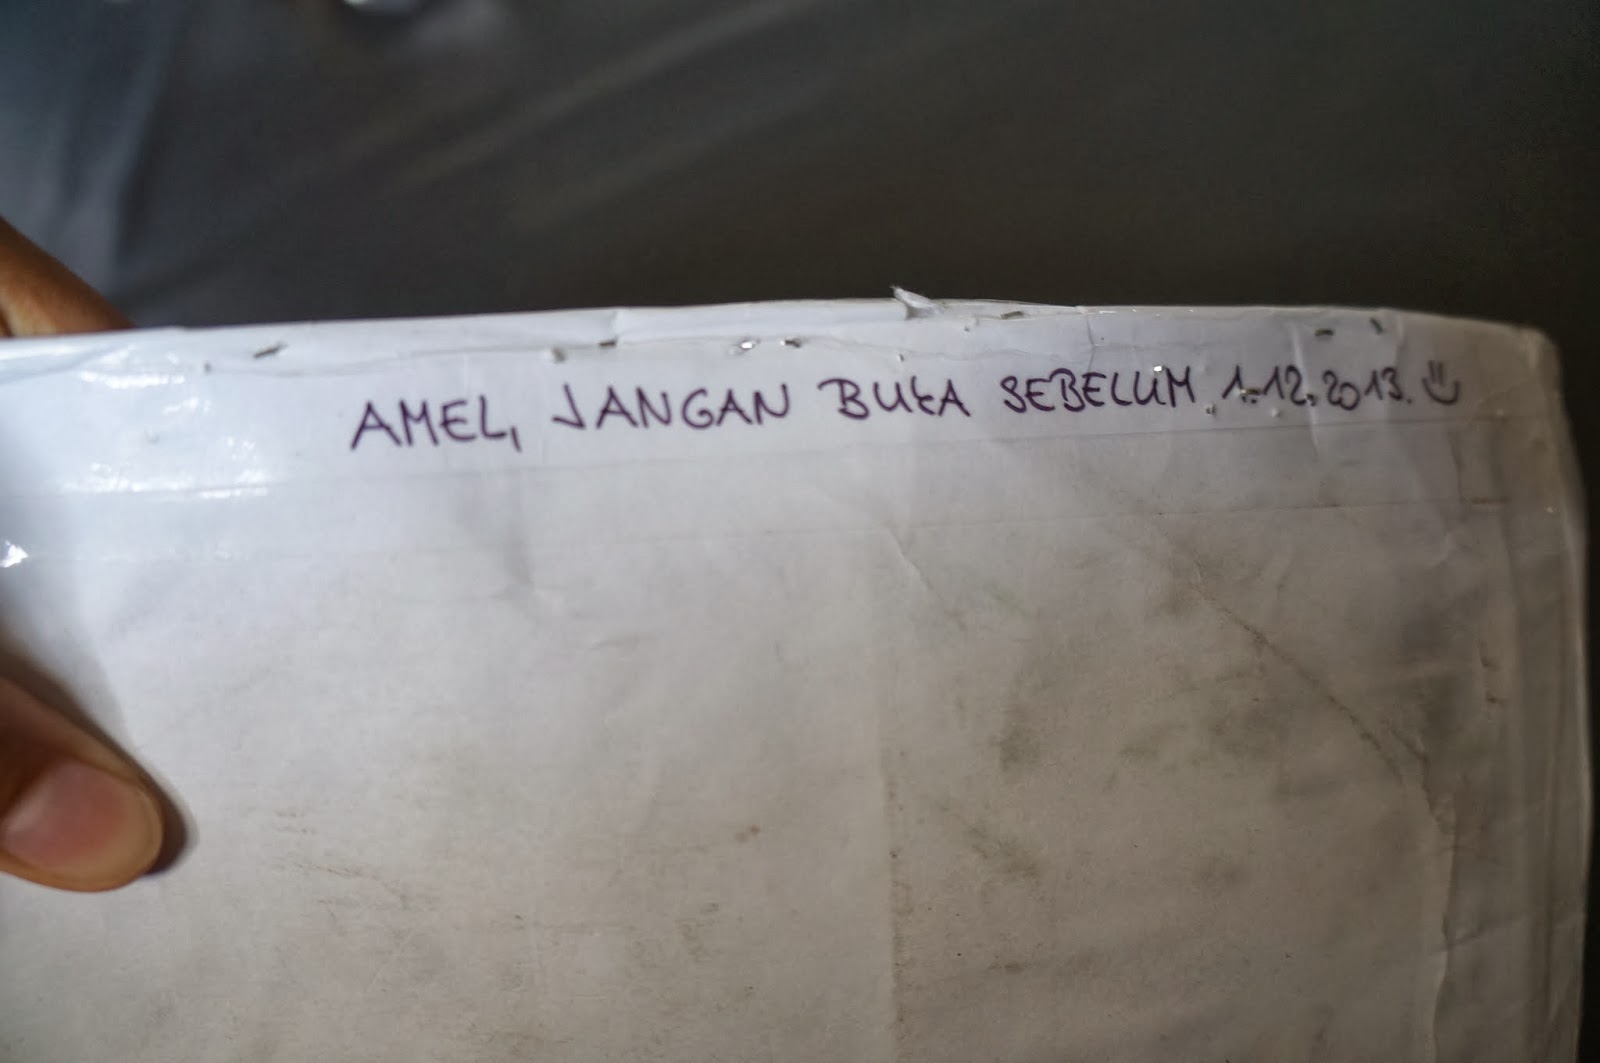 AMEL, JANGAN BUKA SEBELUM 1.12.2013. ü